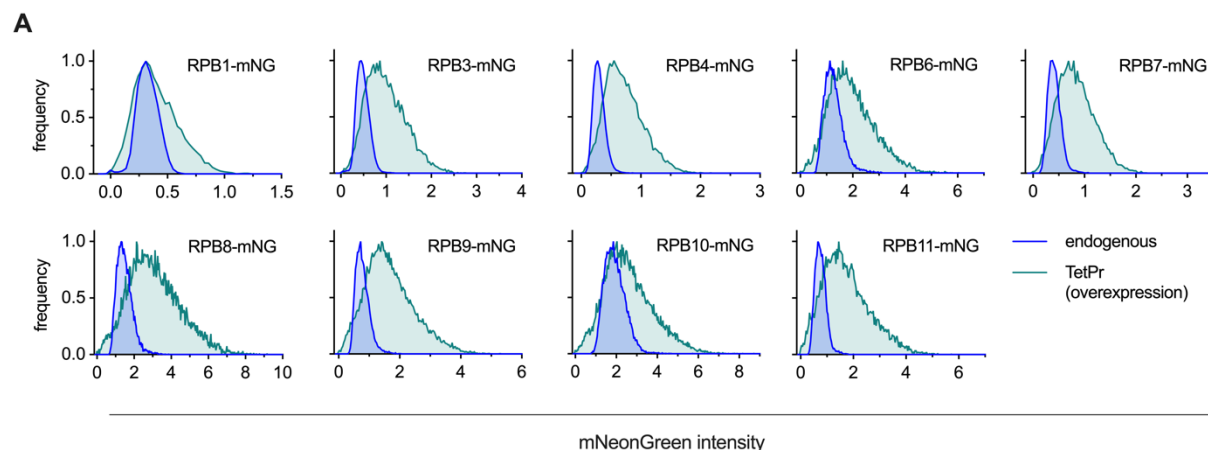 A
RPB1-mNG
RPB3-mNG
RPB4-mNG
RPB6-mNG
RPB7-mNG
frequency
1.0
0.5
0.0
0.0 0.5 1.0 1.5
0 1 2 3 4
0 1 2 3
0 2 4 6
0 1 2 3
RPB8-mNG
RPB9-mNG
RPB10-mNG
RPB11-mNG
frequency
1.0
0.5
0.0
0 2 4 6 8 10
0 2 4 6
0 2 4 6 8
0 2 4 6
endogenous
TetPr
(overexpression)
mNeonGreen intensity